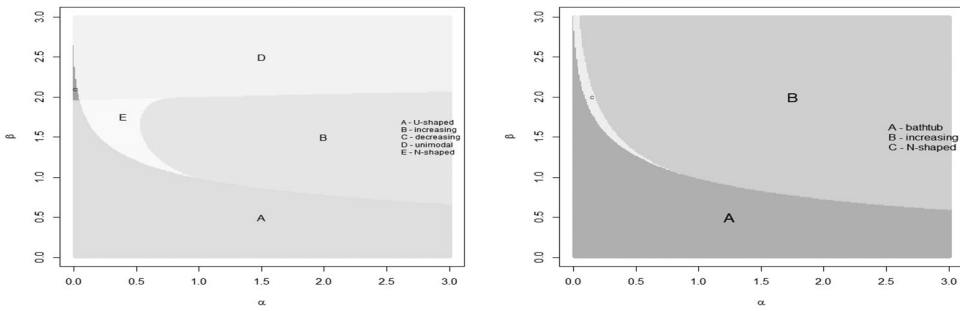 3.0
2.5
2.0
1.5
1.0
0.5
0.0
β
D
C
E
B
A
A - U-shaped
B - increasing
C - decreasing
D - unimodal
E - N-shaped
0.0 0.5 1.0 1.5 2.0 2.5 3.0
α
3.0
2.5
2.0
1.5
1.0
0.5
0.0
β
C
B
A
A - bathtub
B - increasing
C - N-shaped
0.0 0.5 1.0 1.5 2.0 2.5 3.0
α